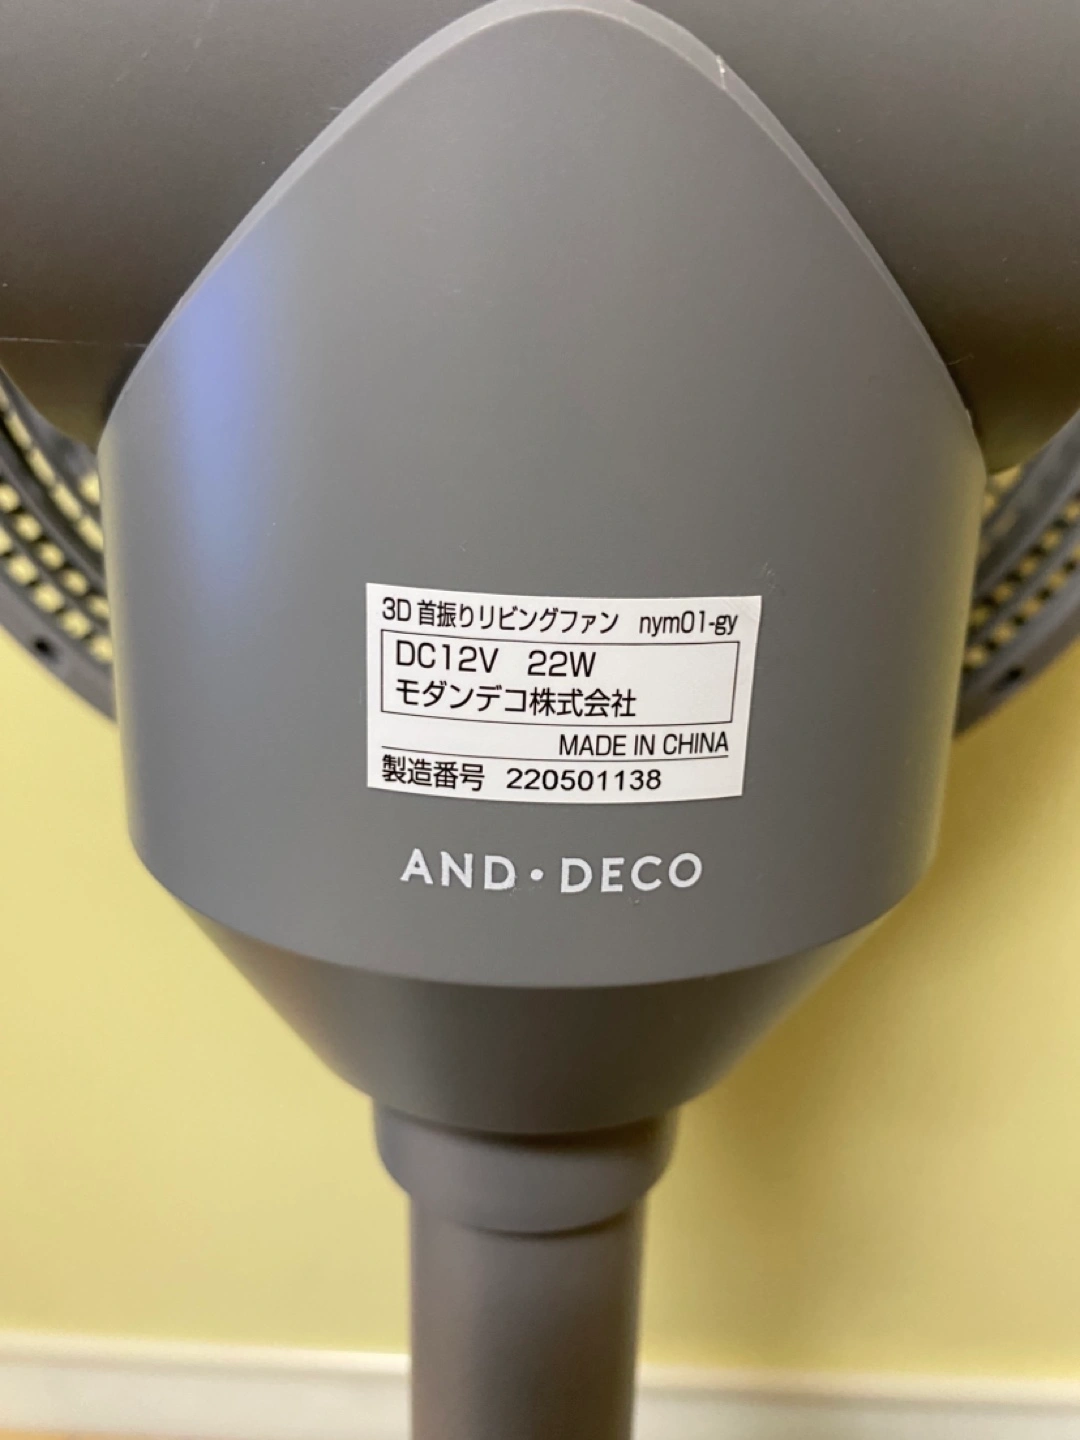 3D 首振りリビングファン nym01-gy
DC12V 22W
モダンデコ株式会社
MADE IN CHINA
製造番号 220501138
AND・DECO